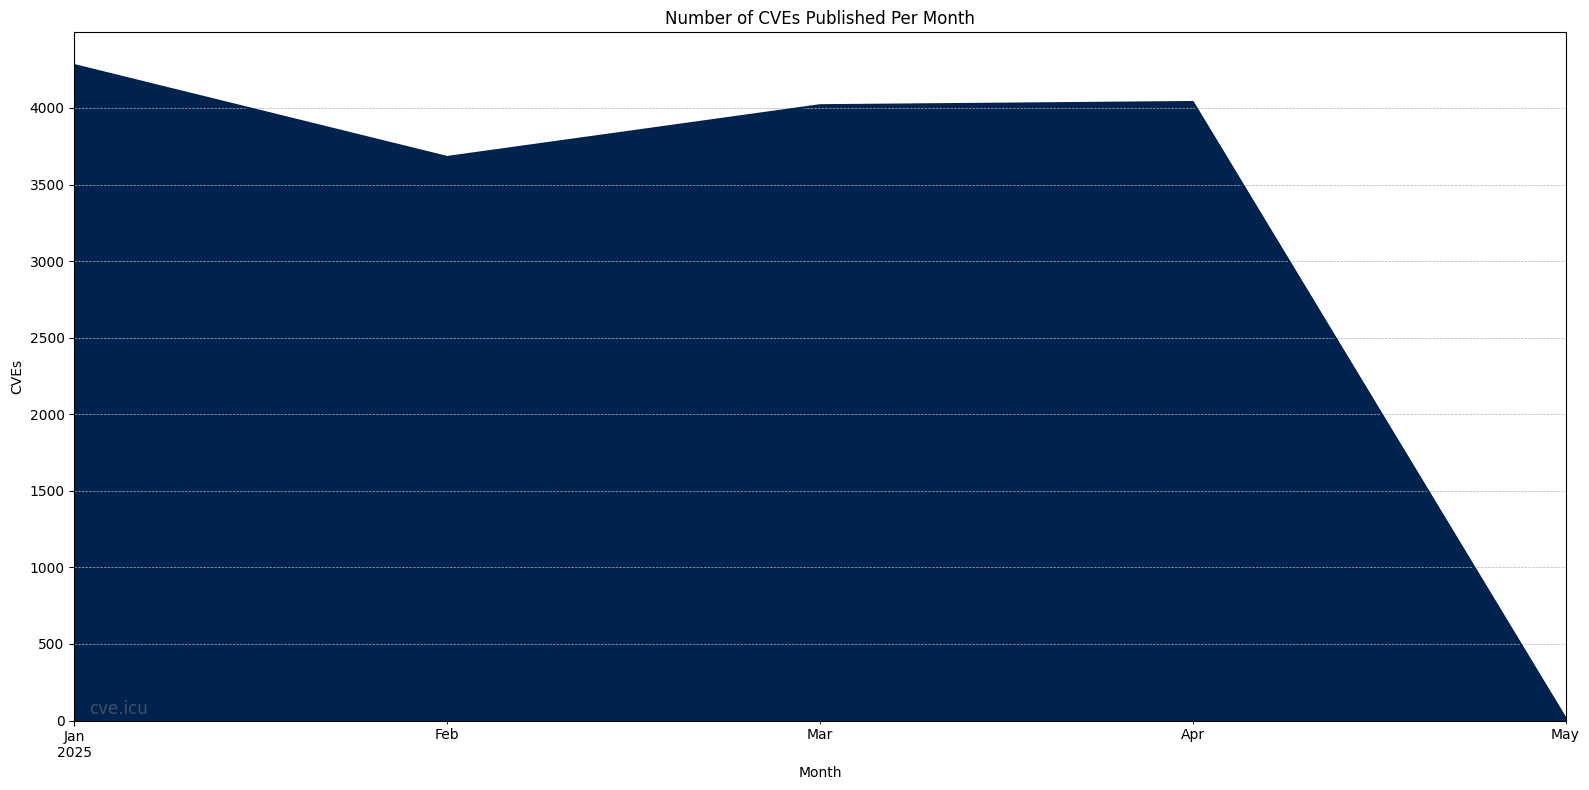 Number of CVEs Published Per Month
4000
3500
3000
2500
2000
1500
1000
500
0
CVEs
cve.icu
Jan
2025
Feb
Mar
Apr
May
Month